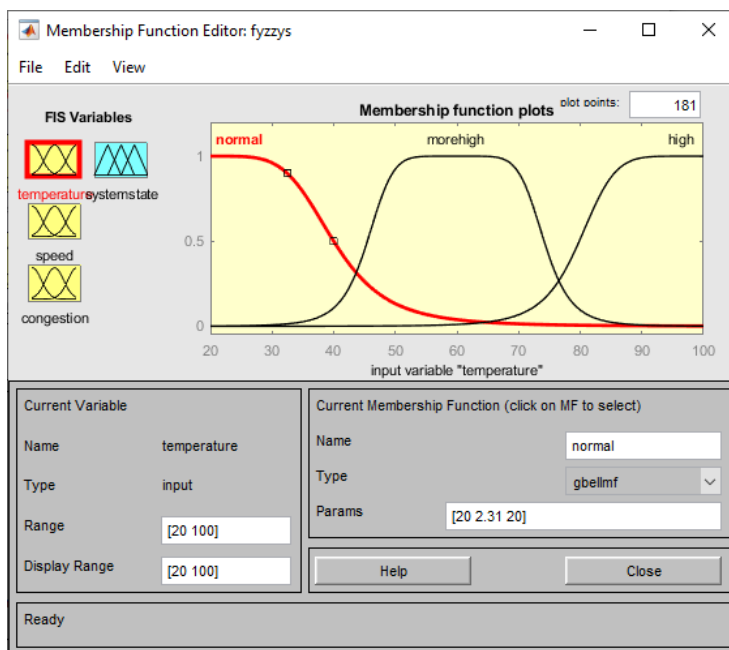 Membership Function Editor: fyzzys
File Edit View
FIS Variables
Membership function plots
plot points:
181
temperature
systemstate
speed
congestion
normal
morehigh
high
1
0.5
0
20 30 40 50 60 70 80 90 100
input variable "temperature"
Current Variable
Name temperature
Type input
Range [20 100]
Display Range [20 100]
Current Membership Function (click on MF to select)
Name normal
Type gbellmf
Params [20 2.31 20]
Help Close
Ready